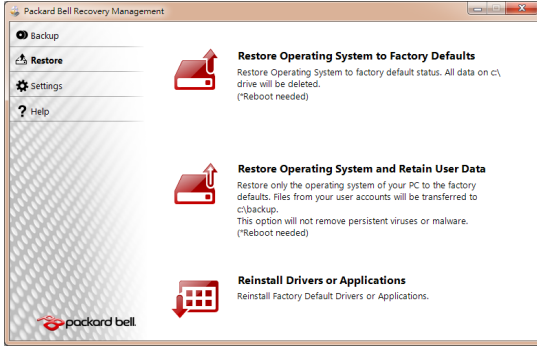 Packard Bell Recovery Management
Backup
Restore
Settings
Help
Restore Operating System to Factory Defaults
Restore Operating System to factory default status. All data on c:\
drive will be deleted.
(*Reboot needed)
Restore Operating System and Retain User Data
Restore only the operating system of your PC to the factory
defaults. Files from your user accounts will be transferred to
c:\backup.
This option will not remove persistent viruses or malware.
(*Reboot needed)
Reinstall Drivers or Applications
Reinstall Factory Default Drivers or Applications.
packard bell.